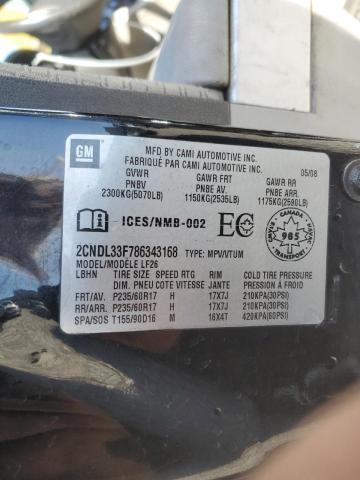 GM
MFD BY CAMI AUTOMOTIVE INC.
FABRIQUÉ PAR CAMI AUTOMOTIVE INC.
05/08
GVWR GAWR FRT GAWR RR
PNBV PNBE AV. PNBE ARR.
2300KG(5070LB) 1150KG(2535LB) 1175KG(2590LB)
ICES/NMB-002 EC
CANADA
985
2CNDL33F786343168 TYPE: MPV/VTUM
MODEL/MODÈLE LF26
LBHN TIRE SIZE SPEED RTG RIM COLD TIRE PRESSURE
DIM. PNEU COTE VITESSE JANTE PRESSION À FROID
FRT/AV. P235/60R17 H 17X7J 210KPA(30PSI)
RR/ARR. P235/60R17 H 17X7J 210KPA(30PSI)
SPA/SOS T155/90D16 M 16X4T 420KPA(60PSI)